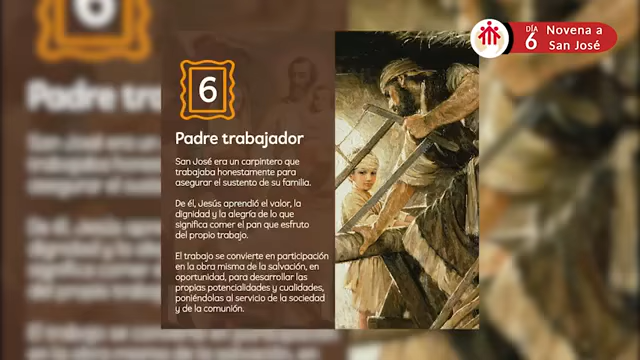 DÍA
6
Novena a
San José
6
Padre trabajador
San José era un carpintero que
trabajaba honestamente para
asegurar el sustento de su familia.
De él, Jesús aprendió el valor, la
dignidad y la alegría de lo que
significa comer el pan que es fruto
del propio trabajo.
El trabajo se convierte en participación
en la obra misma de la salvación, en
oportunidad, para desarrollar las
propias potencialidades y cualidades,
poniéndolas al servicio de la sociedad
y de la comunión.